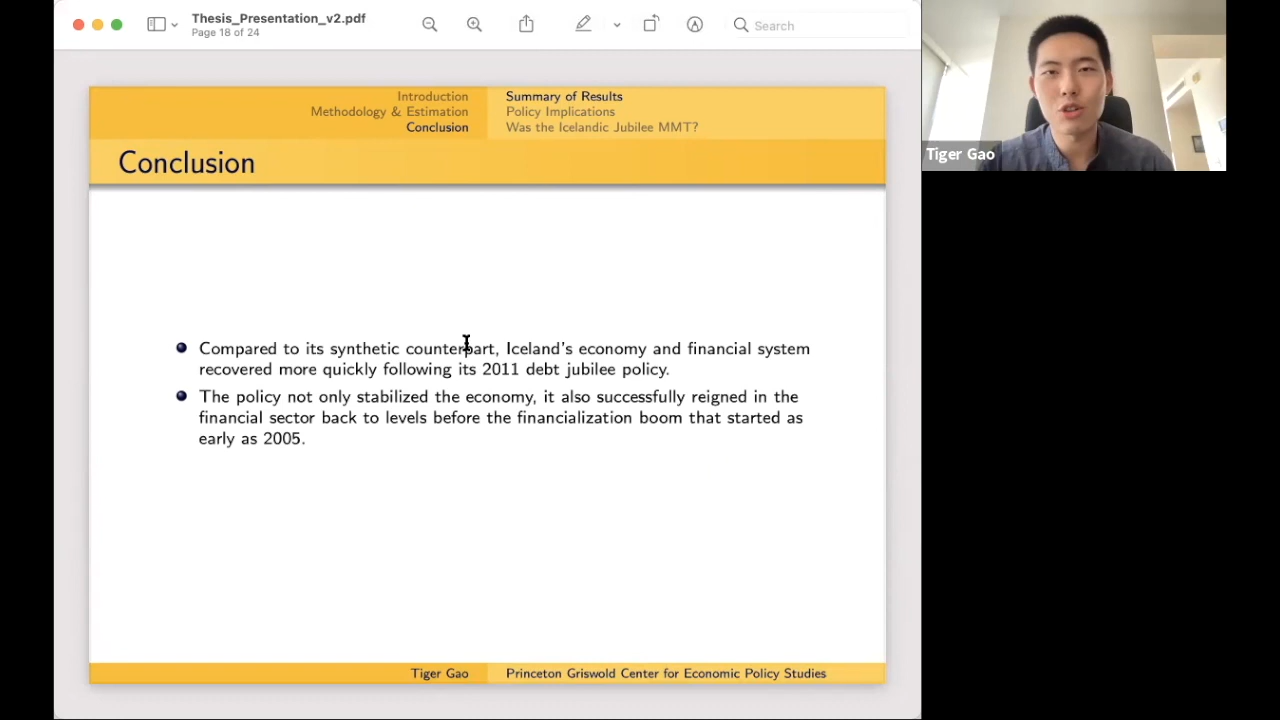 Thesis_Presentation_v2.pdf
Page 18 of 24
Search
Introduction
Methodology & Estimation
Conclusion
Summary of Results
Policy Implications
Was the Icelandic Jubilee MMT?
Conclusion
Compared to its synthetic counterpart, Iceland's economy and financial system
recovered more quickly following its 2011 debt jubilee policy.
The policy not only stabilized the economy, it also successfully reigned in the
financial sector back to levels before the financialization boom that started as
early as 2005.
Tiger Gao
Princeton Griswold Center for Economic Policy Studies
Tiger Gao